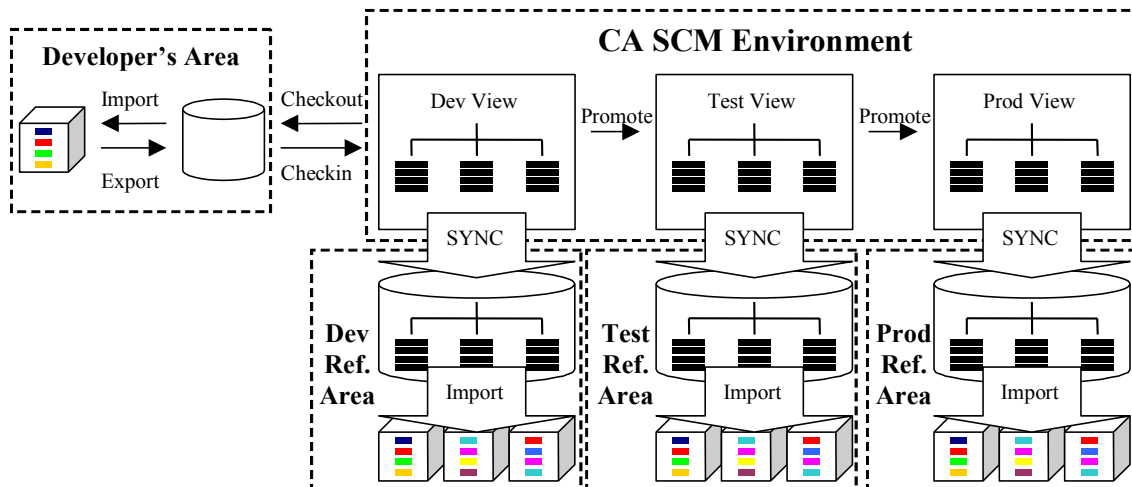 CA SCM Environment
Developer’s Area
Import
Export
Checkout
Checkin
Dev View
Promote
Test View
Promote
Prod View
SYNC
SYNC
SYNC
Dev
Ref.
Area
Import
Test
Ref.
Area
Import
Prod
Ref.
Area
Import